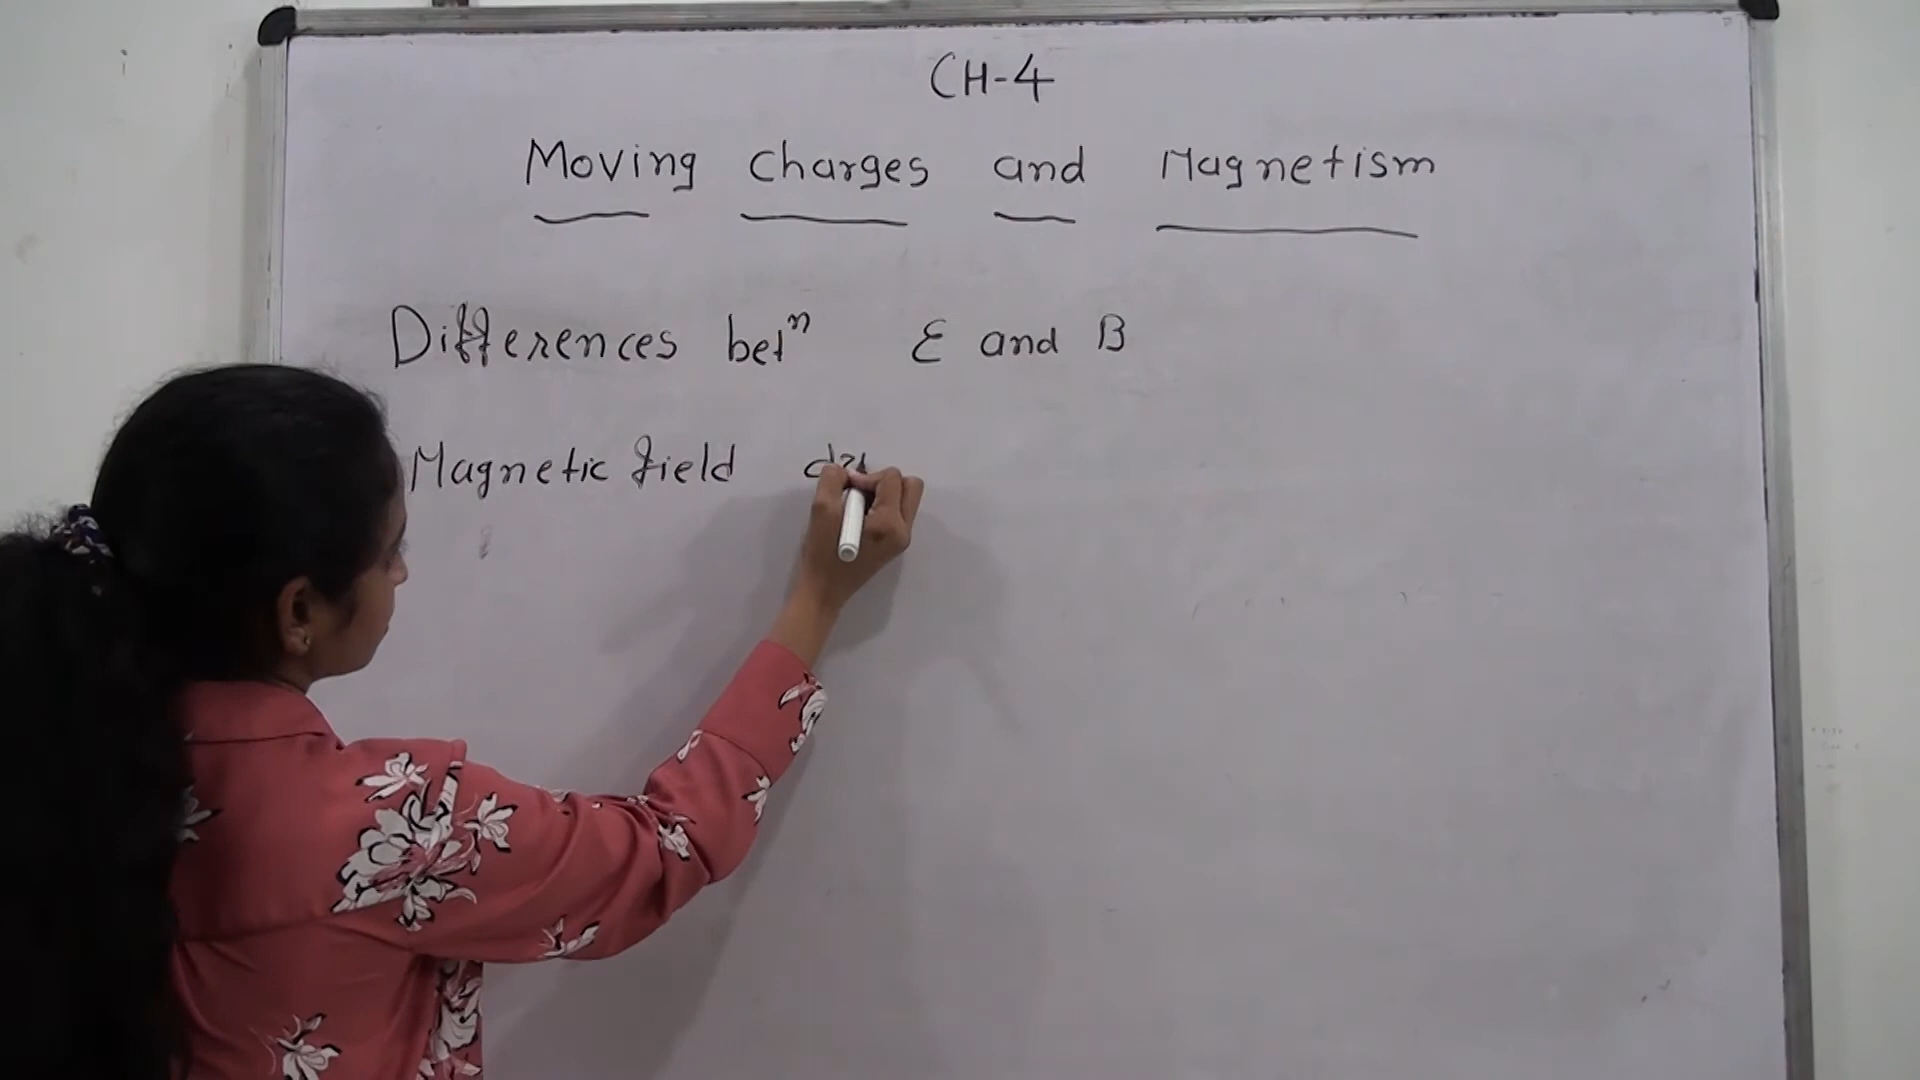 CH-4
Moving charges and Magnetism
Differences betⁿ E and B
Magnetic field